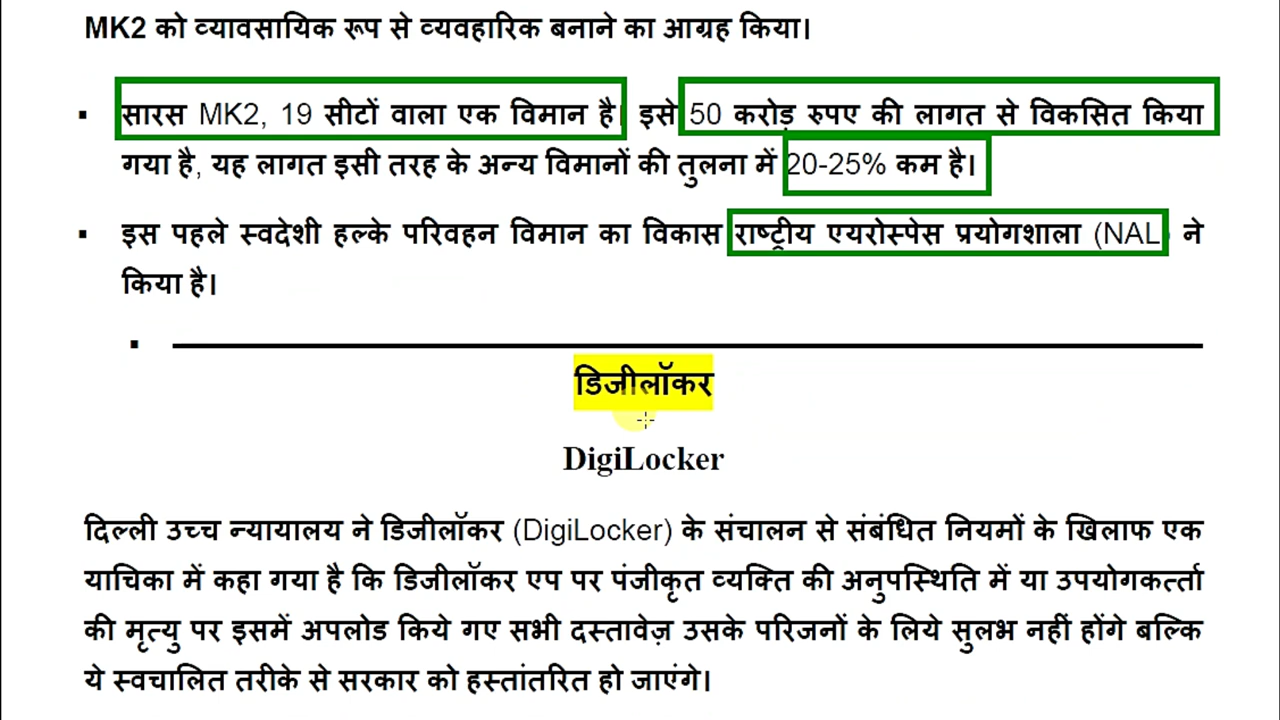 MK2 को व्यावसायिक रूप से व्यवहारिक बनाने का आग्रह किया।
▪ सारस MK2, 19 सीटों वाला एक विमान है। इसे 50 करोड़ रुपए की लागत से विकसित किया
गया है, यह लागत इसी तरह के अन्य विमानों की तुलना में 20-25% कम है।
▪ इस पहले स्वदेशी हल्के परिवहन विमान का विकास राष्ट्रीय एयरोस्पेस प्रयोगशाला (NAL) ने
किया है।
डिजीलॉकर
DigiLocker
दिल्ली उच्च न्यायालय ने डिजीलॉकर (DigiLocker) के संचालन से संबंधित नियमों के खिलाफ एक
याचिका में कहा गया है कि डिजीलॉकर एप पर पंजीकृत व्यक्ति की अनुपस्थिति में या उपयोगकर्त्ता
की मृत्यु पर इसमें अपलोड किये गए सभी दस्तावेज़ उसके परिजनों के लिये सुलभ नहीं होंगे बल्कि
ये स्वचालित तरीके से सरकार को हस्तांतरित हो जाएंगे।